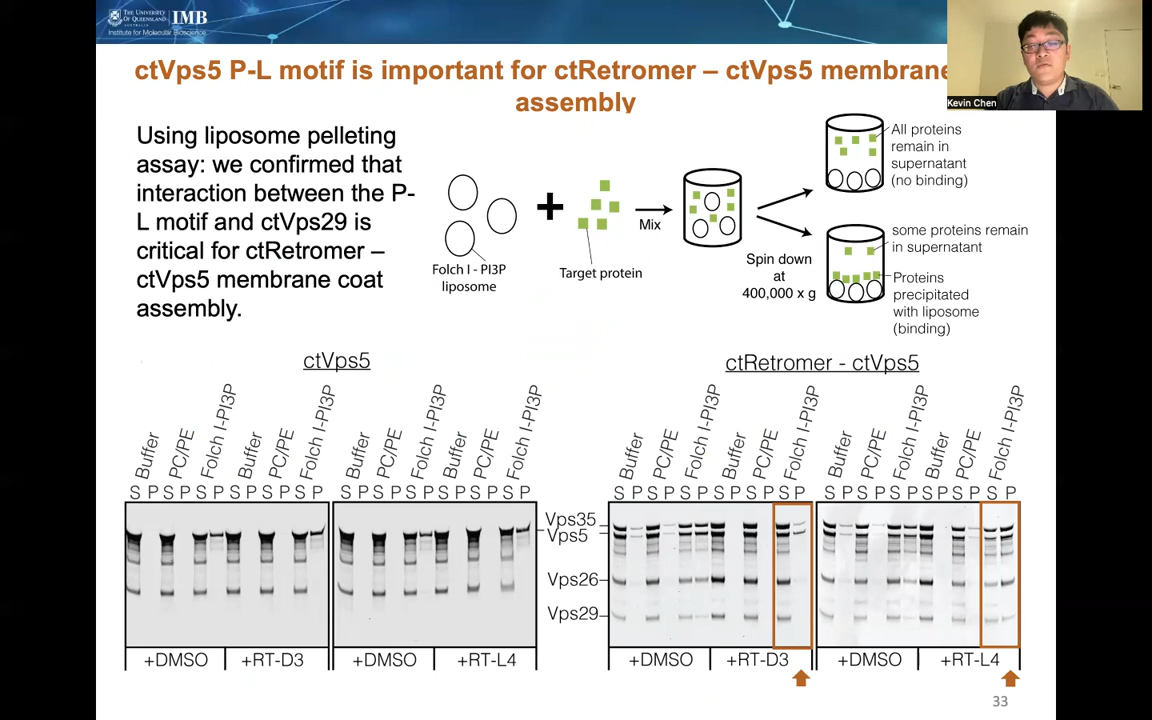 THE UNIVERSITY
OF QUEENSLAND
AUSTRALIA
IMB
Institute for Molecular Bioscience
Kevin Chen
ctVps5 P-L motif is important for ctRetromer – ctVps5 membrane
assembly
Using liposome pelleting
assay: we confirmed that
interaction between the P-
L motif and ctVps29 is
critical for ctRetromer –
ctVps5 membrane coat
assembly.
Folch I - PI3P
liposome
+
Target protein
Mix
Spin down
at
400,000 x g
All proteins
remain in
supernatant
(no binding)
some proteins remain
in supernatant
Proteins
precipitated
with liposome
(binding)
ctVps5
Buffer PC/PE Folch I-PI3P Buffer PC/PE Folch I-PI3P Buffer PC/PE Folch I-PI3P Buffer PC/PE Folch I-PI3P
S P S P S P S P S P S P S P S P S P S P S P S P
+DMSO +RT-D3 +DMSO +RT-L4
ctRetromer - ctVps5
Buffer PC/PE Folch I-PI3P Buffer PC/PE Folch I-PI3P Buffer PC/PE Folch I-PI3P Buffer PC/PE Folch I-PI3P
S P S P S P S P S P S P S P S P S P S P S P S P
Vps35
Vps5
Vps26
Vps29
+DMSO +RT-D3 +DMSO +RT-L4
33